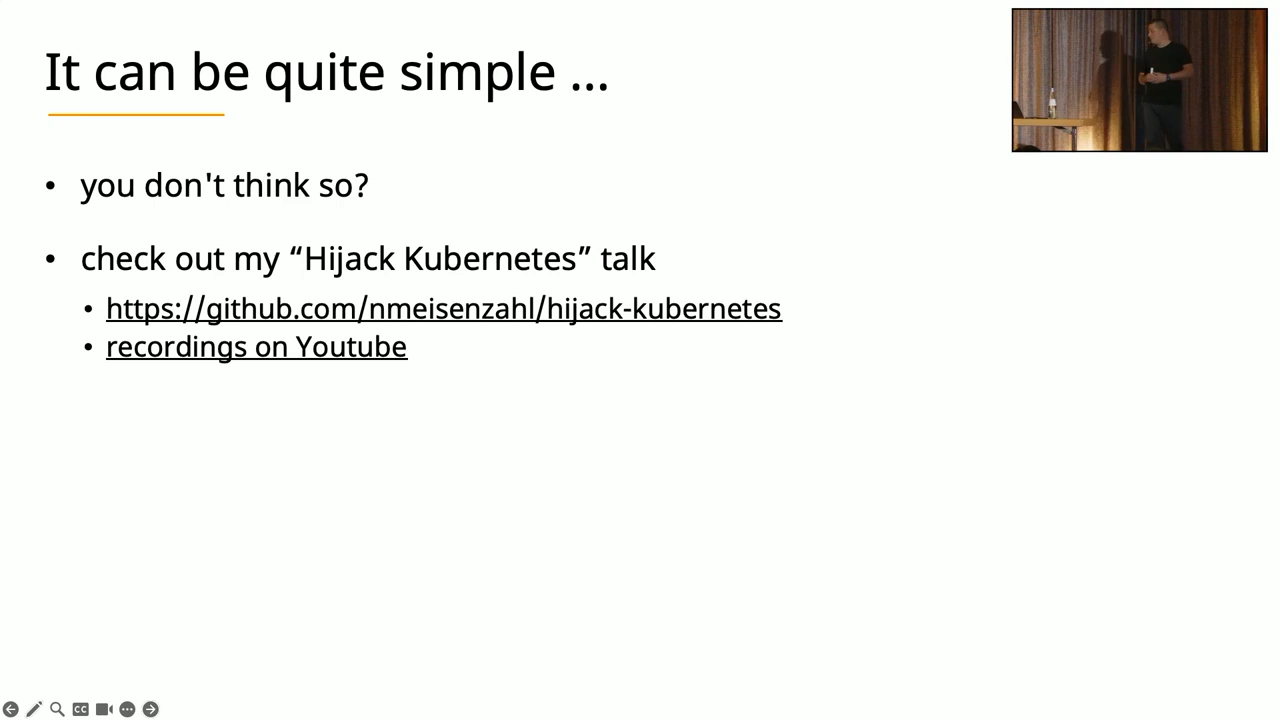 It can be quite simple ...
• you don't think so?
• check out my “Hijack Kubernetes” talk
• https://github.com/nmeisenzahl/hijack-kubernetes
• recordings on Youtube
CC